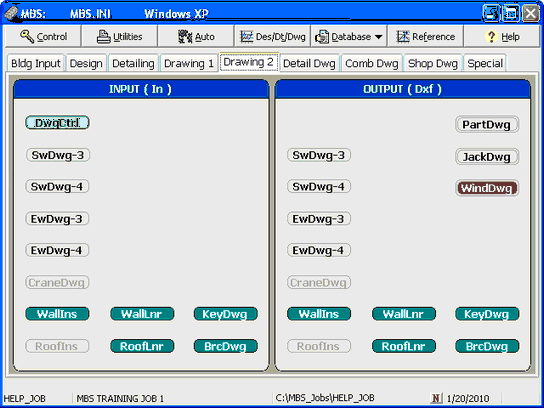 MBS: MBS.INI Windows XP
Control Utilities Auto Des/Dt/Dwg Database Reference ? Help
Bldg Input Design Detailing Drawing 1 Drawing 2 Detail Dwg Comb Dwg Shop Dwg Special
INPUT ( In ) OUTPUT ( Dxf )
DwgCtrl PartDwg
SwDwg-3 SwDwg-3 JackDwg
SwDwg-4 SwDwg-4 WindDwg
EwDwg-3 EwDwg-3
EwDwg-4 EwDwg-4
CraneDwg CraneDwg
WallIns WallLnr KeyDwg WallIns WallLnr KeyDwg
RoofIns RoofLnr BrcDwg RoofIns RoofLnr BrcDwg
HELP_JOB MBS TRAINING JOB 1 C:\MBS_Jobs\HELP_JOB N 1/20/2010